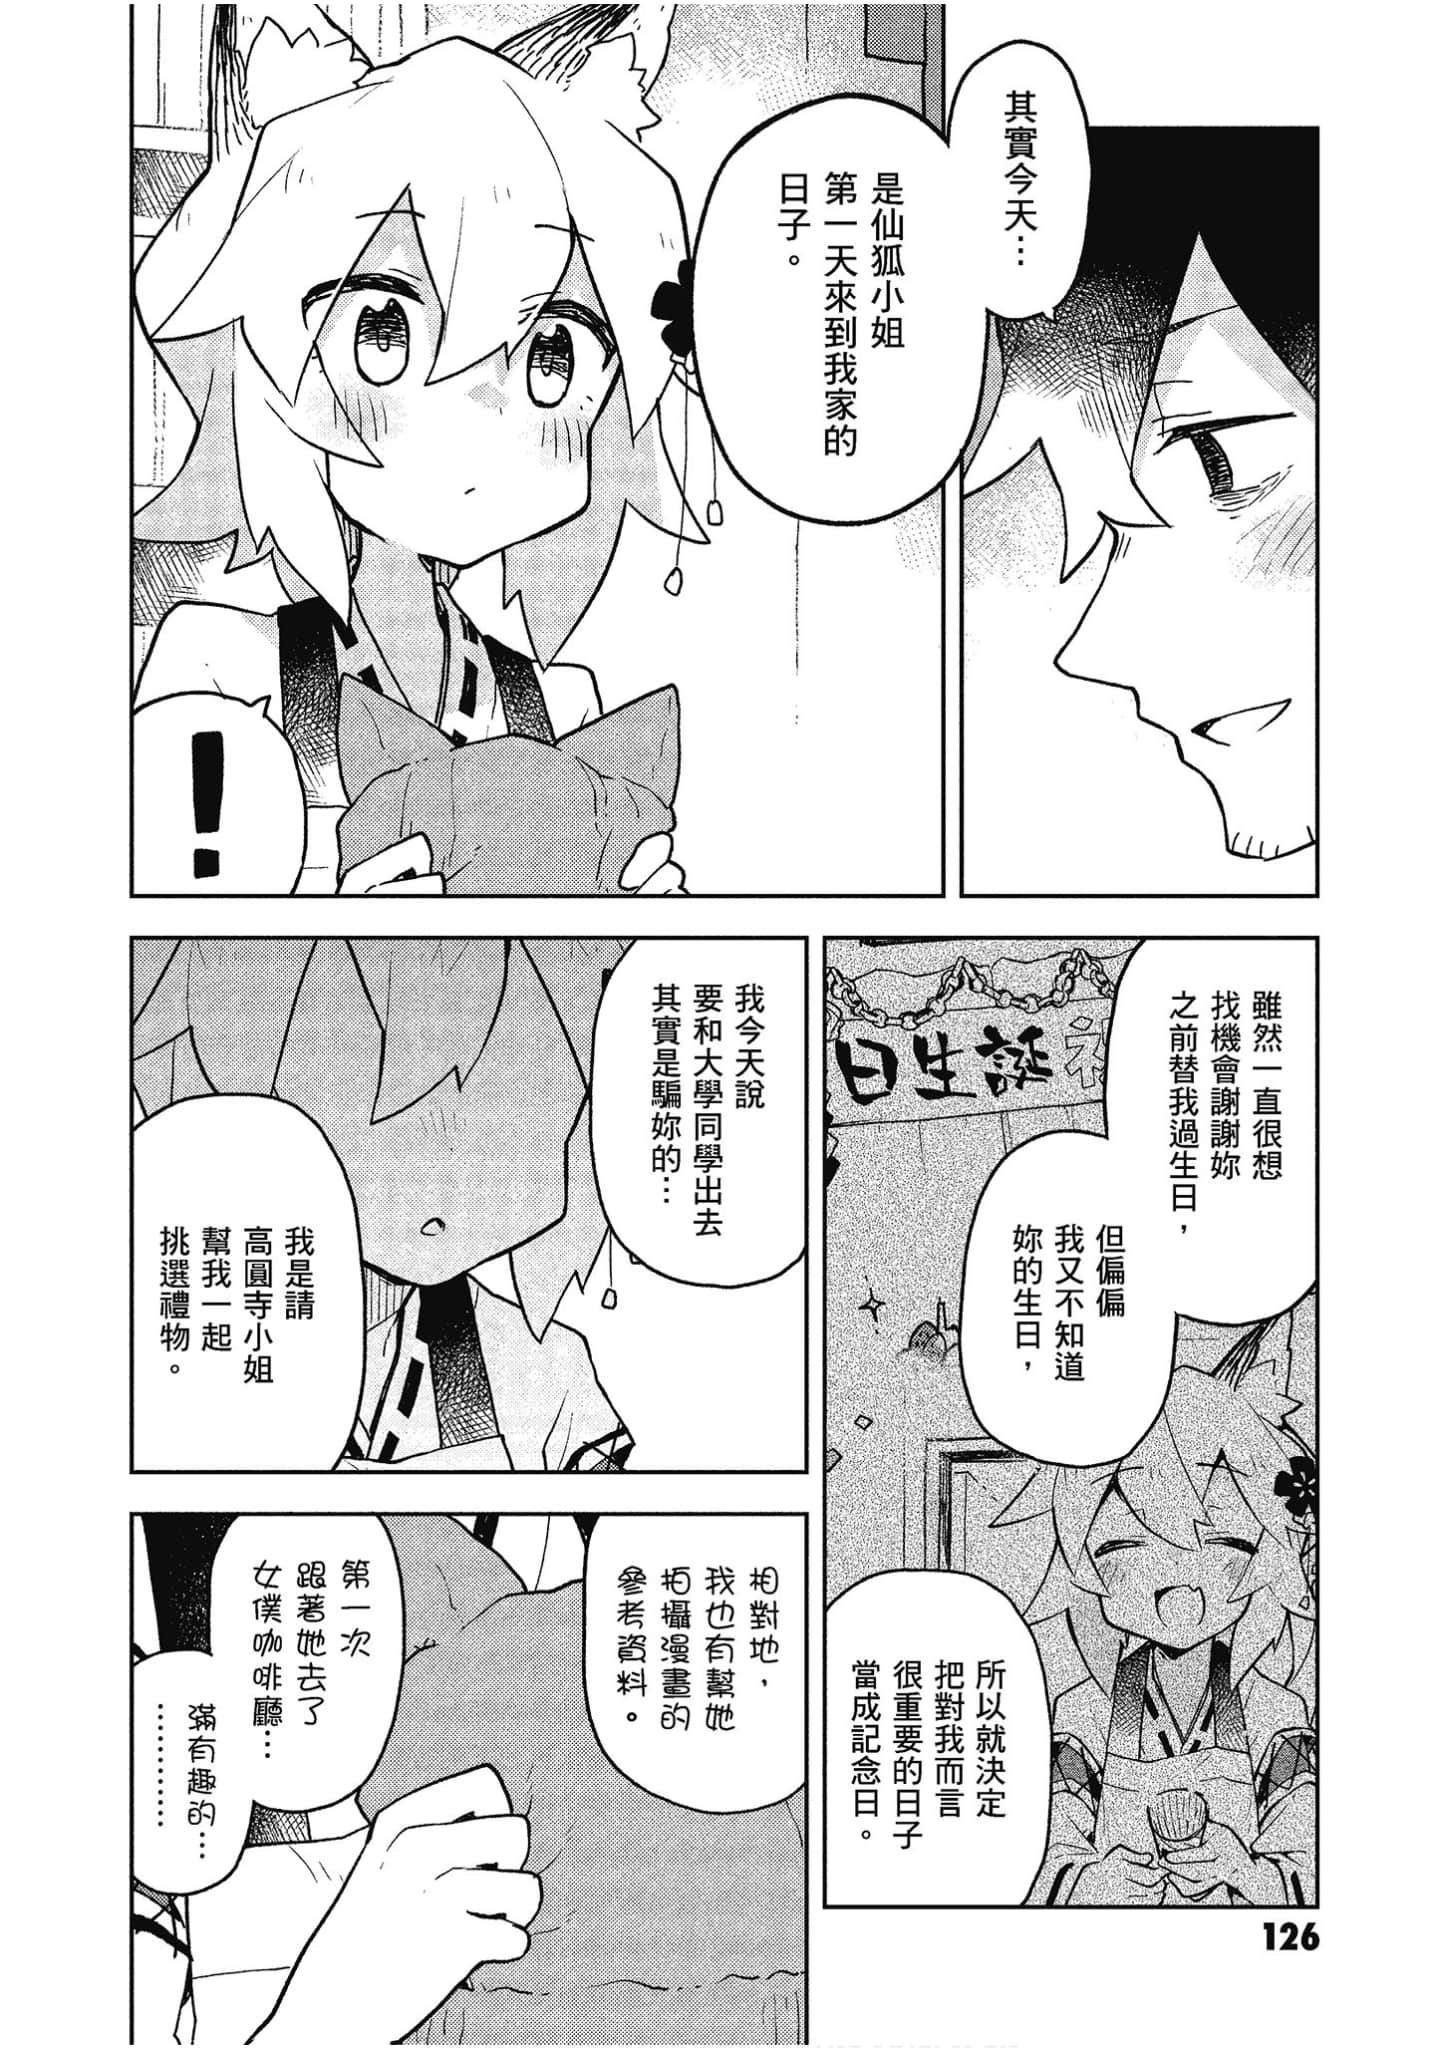 其實今天…
是仙狐小姐
第一天來到我家的
日子。
！
雖然一直很想
找機會謝謝妳
之前替我過生日，
但偏偏
我又不知道
妳的生日，
日生誕
所以就決定
把對我而言
很重要的日子
當成記念日。
我今天說
要和大學同學出去
其實是騙妳的…
我是請
高圓寺小姐
幫我一起
挑選禮物。
相對地，
我也有幫她
拍攝漫畫的
參考資料。
第一次
跟著她去了
女僕咖啡廳…
滿有趣的…
…………
126